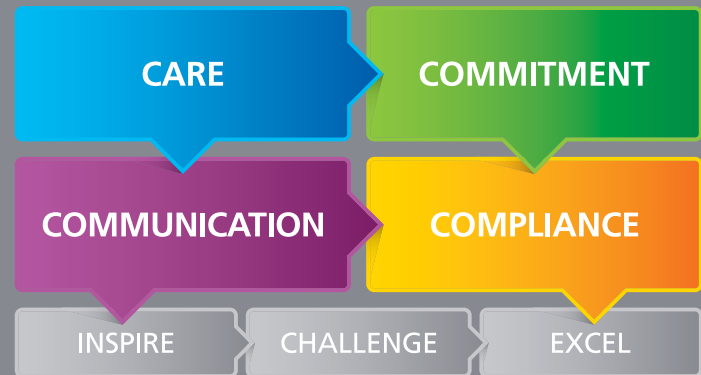 CARE
COMMITMENT
COMMUNICATION
COMPLIANCE
INSPIRE
CHALLENGE
EXCEL